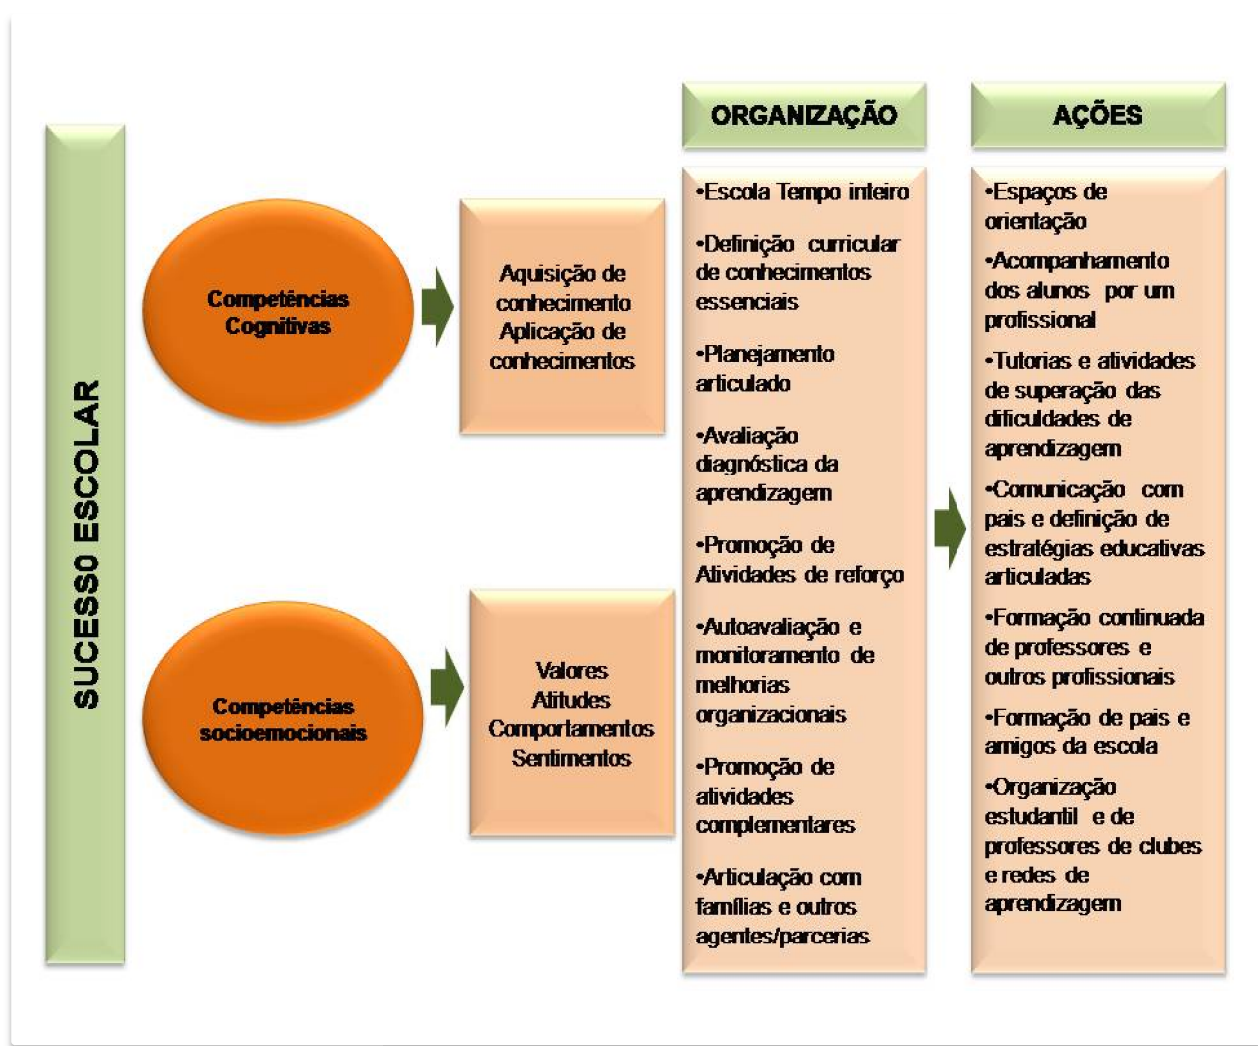 SUCESS0 ESCOLAR
Competências
Cognitivas
Aquisição de
conhecimento
Aplicação de
conhecimentos
Competências
socioemocionais
Valores
Atitudes
Comportamentos
Sentimentos
ORGANIZAÇÃO
•Escola Tempo inteiro
•Definição curricular
de conhecimentos
essenciais
•Planejamento
articulado
•Avaliação
diagnóstica da
aprendizagem
•Promoção de
Atividades de reforço
•Autoavaliação e
monitoramento de
melhorias
organizacionais
•Promoção de
atividades
complementares
•Articulação com
famílias e outros
agentes/parcerias
AÇÕES
•Espaços de
orientação
•Acompanhamento
dos alunos por um
profissional
•Tutorias e atividades
de superação das
dificuldades de
aprendizagem
•Comunicação com
pais e definição de
estratégias educativas
articuladas
•Formação continuada
de professores e
outros profissionais
•Formação de pais e
amigos da escola
•Organização
estudantil e de
professores de clubes
e redes de
aprendizagem